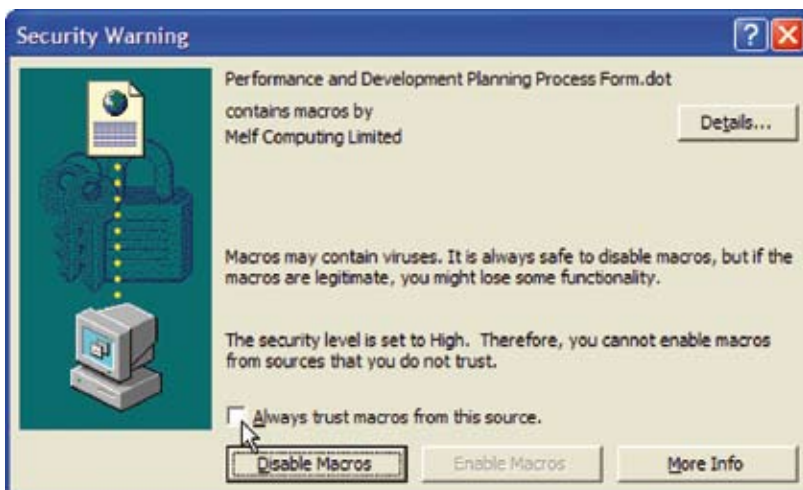 Security Warning
Performance and Development Planning Process Form.dot
contains macros by
Melf Computing Limited
Details...
Macros may contain viruses. It is always safe to disable macros, but if the
macros are legitimate, you might lose some functionality.
The security level is set to High. Therefore, you cannot enable macros
from sources that you do not trust.
Always trust macros from this source.
Disable Macros
Enable Macros
More Info